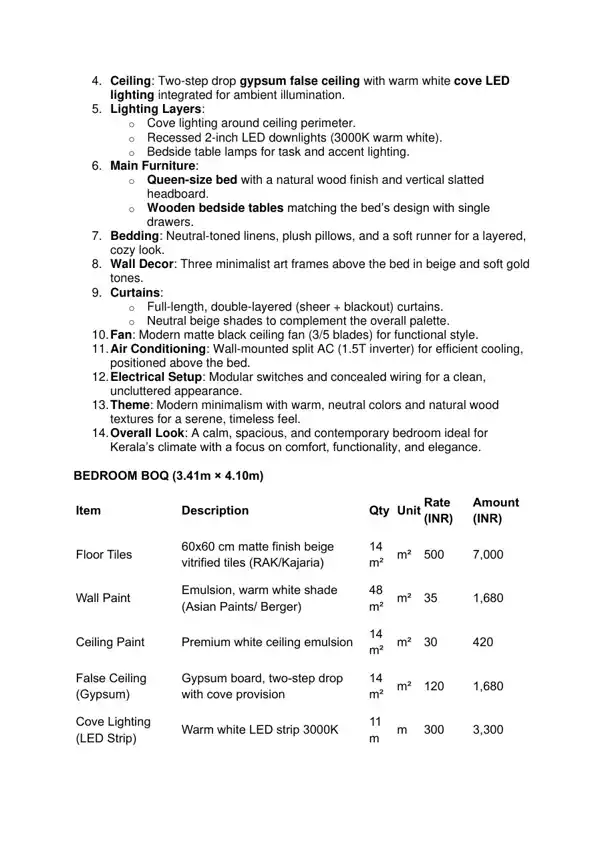 4. Ceiling: Two-step drop gypsum false ceiling with warm white cove LED
lighting integrated for ambient illumination.
5. Lighting Layers:
o Cove lighting around ceiling perimeter.
o Recessed 2-inch LED downlights (3000K warm white).
o Bedside table lamps for task and accent lighting.
6. Main Furniture:
o Queen-size bed with a natural wood finish and vertical slatted
headboard.
o Wooden bedside tables matching the bed's design with single
drawers.
7. Bedding: Neutral-toned linens, plush pillows, and a soft runner for a layered,
cozy look.
8. Wall Decor: Three minimalist art frames above the bed in beige and soft gold
tones.
9. Curtains:
o Full-length, double-layered (sheer + blackout) curtains.
o Neutral beige shades to complement the overall palette.
10. Fan: Modern matte black ceiling fan (3/5 blades) for functional style.
11. Air Conditioning: Wall-mounted split AC (1.5T inverter) for efficient cooling,
positioned above the bed.
12. Electrical Setup: Modular switches and concealed wiring for a clean,
uncluttered appearance.
13. Theme: Modern minimalism with warm, neutral colors and natural wood
textures for a serene, timeless feel.
14. Overall Look: A calm, spacious, and contemporary bedroom ideal for
Kerala's climate with a focus on comfort, functionality, and elegance.
BEDROOM BOQ (3.41m × 4.10m)
Item Description Qty Unit Rate (INR) Amount (INR)
Floor Tiles 60x60 cm matte finish beige vitrified tiles (RAK/Kajaria) 14 m² m² 500 7,000
Wall Paint Emulsion, warm white shade (Asian Paints/ Berger) 48 m² m² 35 1,680
Ceiling Paint Premium white ceiling emulsion 14 m² m² 30 420
False Ceiling (Gypsum) Gypsum board, two-step drop with cove provision 14 m² m² 120 1,680
Cove Lighting (LED Strip) Warm white LED strip 3000K 11 m m 300 3,300